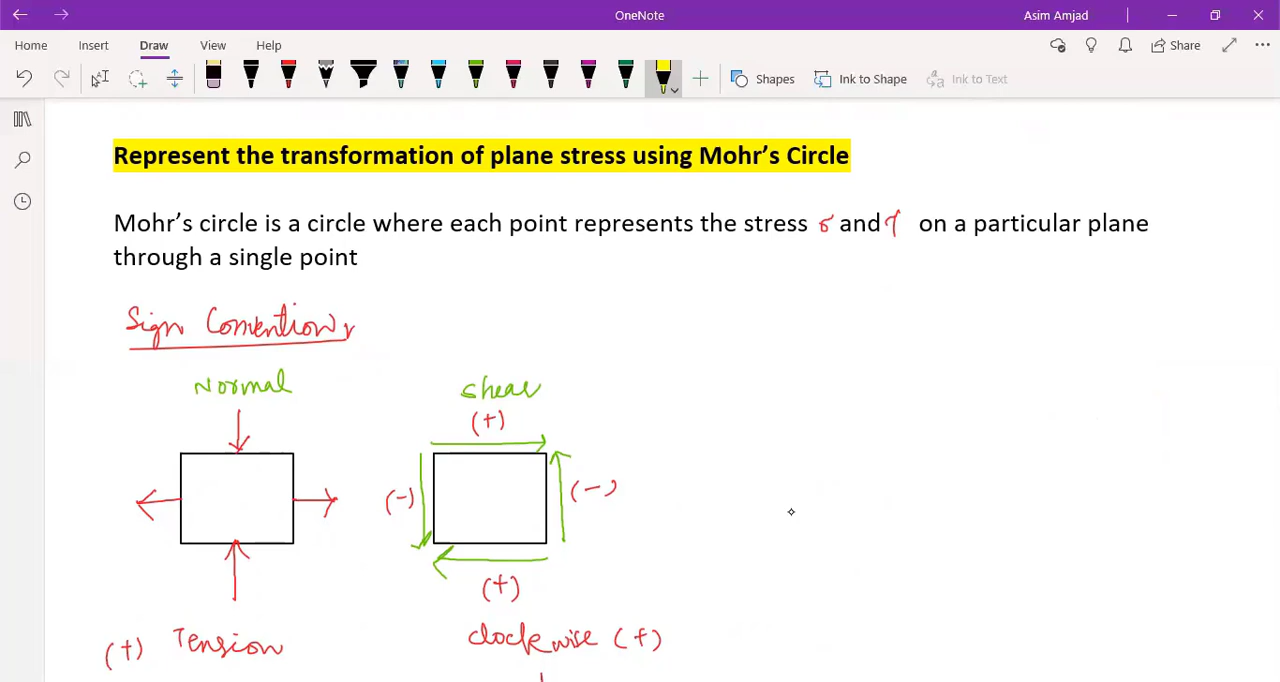 OneNote
Asim Amjad
Home Insert Draw View Help
Share
Shapes
Ink to Shape
Ink to Text
Represent the transformation of plane stress using Mohr's Circle
Mohr's circle is a circle where each point represents the stress σ and τ on a particular plane
through a single point
Sign Conventions
Normal
Shear
(+)
(-)
(-)
(+)
(+) Tension
clockwise (+)